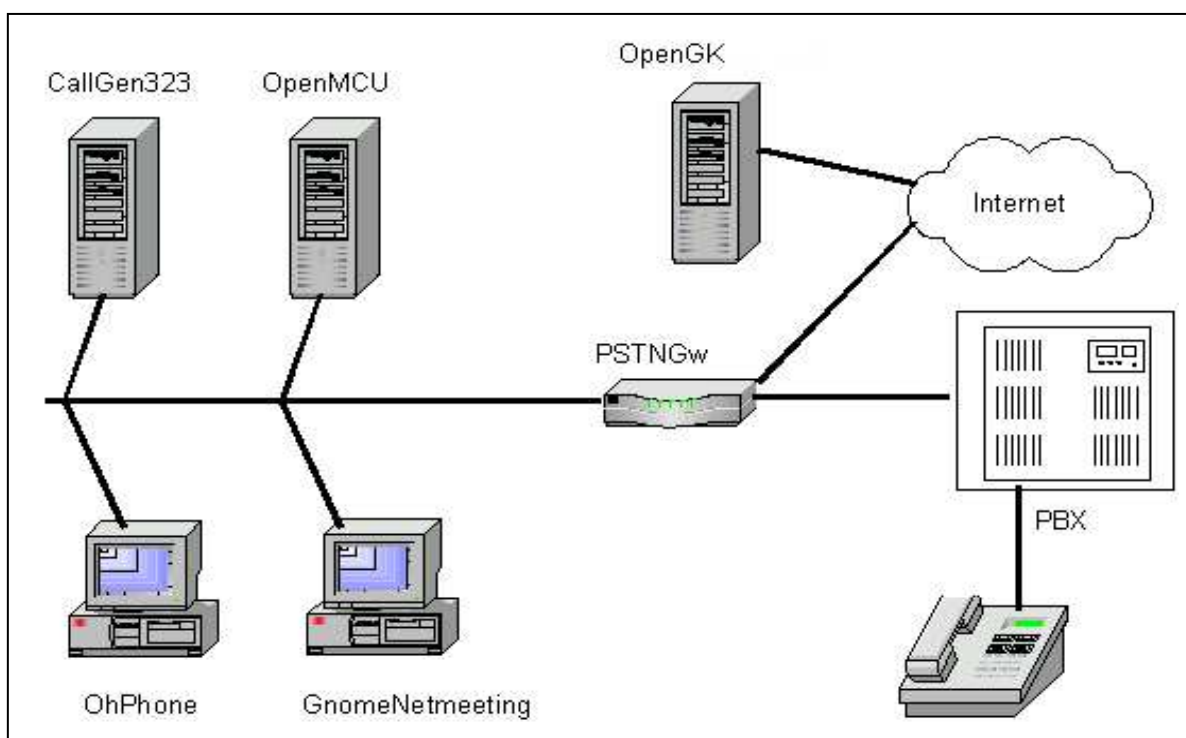 CallGen323
OpenMCU
OpenGK
Internet
PSTNGw
PBX
OhPhone
GnomeNetmeeting